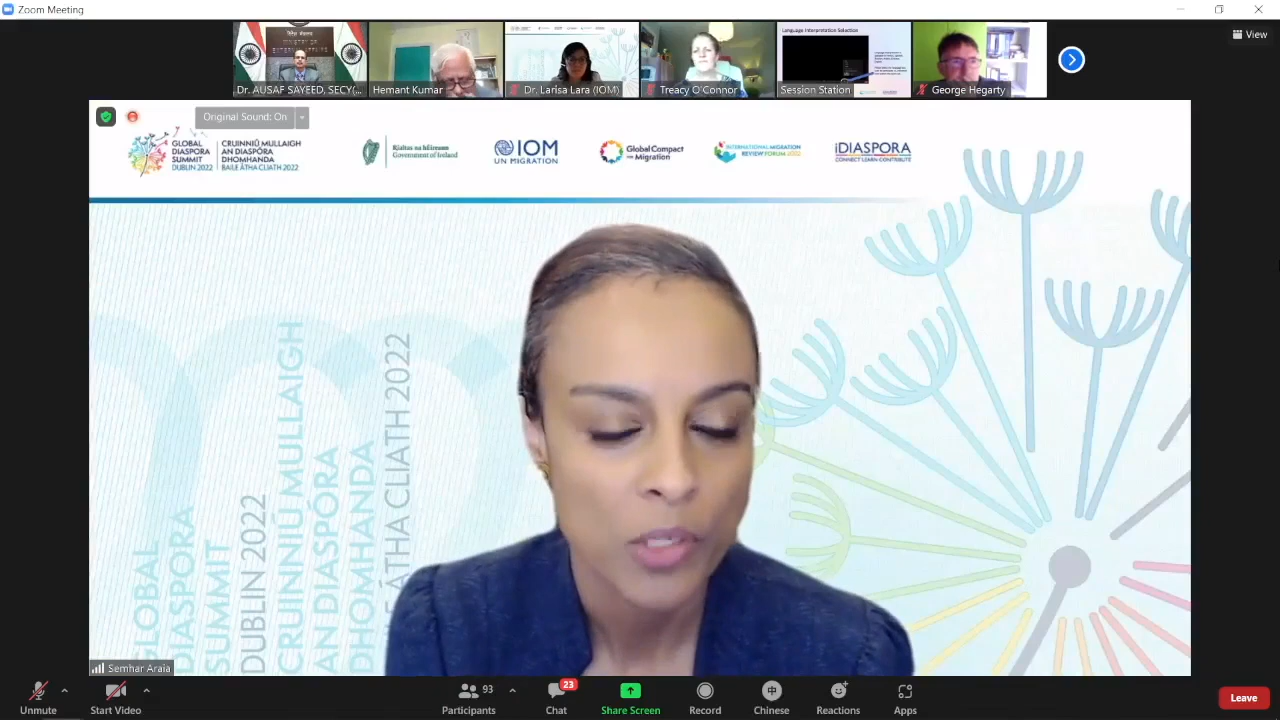 Zoom Meeting
View
Dr. AUSAF SAYEED, SECY(...
Hemant Kumar
Dr. Larisa Lara (IOM)
Treacy O'Connor
Language Interpretation Selection
Session Station
George Hegarty
Original Sound: On
GLOBAL
DIASPORA
SUMMIT
DUBLIN 2022
CRUINNIÚ MULLAIGH
AN DIASPÓRA
DHOMHANDA
BAILE ÁTHA CLIATH 2022
Rialtas na hÉireann
Government of Ireland
IOM
UN MIGRATION
Global Compact
for Migration
INTERNATIONAL MIGRATION
REVIEW FORUM 2022
iDIASPORA
CONNECT LEARN CONTRIBUTE
GLOBAL
DIASPORA
SUMMIT
DUBLIN 2022
CRUINNIÚ MULLAIGH
AN DIASPÓRA
DHOMHANDA
ÁTHA CLIATH 2022
Semhar Araia
Unmute
Start Video
93
Participants
23
Chat
Share Screen
Record
中
Chinese
Reactions
Apps
Leave